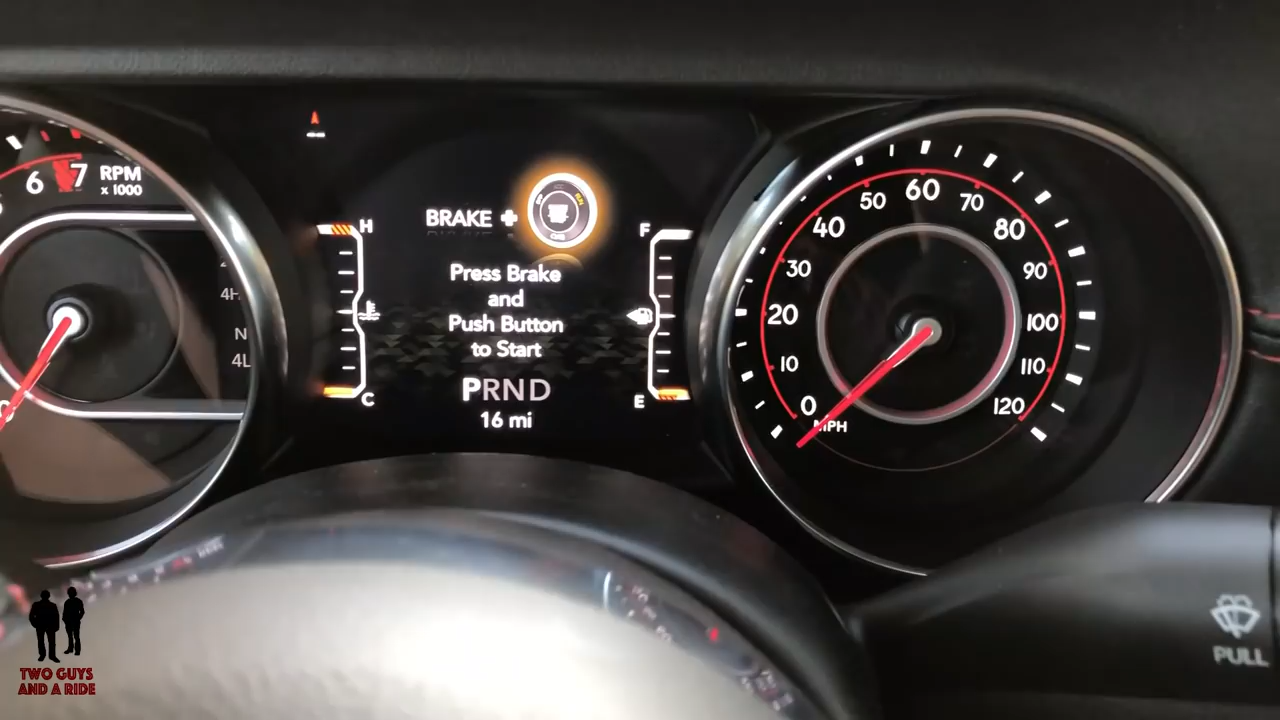 6
7
RPM
x 1000
4H
N
4L
H
C
BRAKE +
Press Brake
and
Push Button
to Start
PRND
16 mi
F
E
0
10
20
30
40
50
60
70
80
90
100
110
120
MPH
PULL
TWO GUYS
AND A RIDE